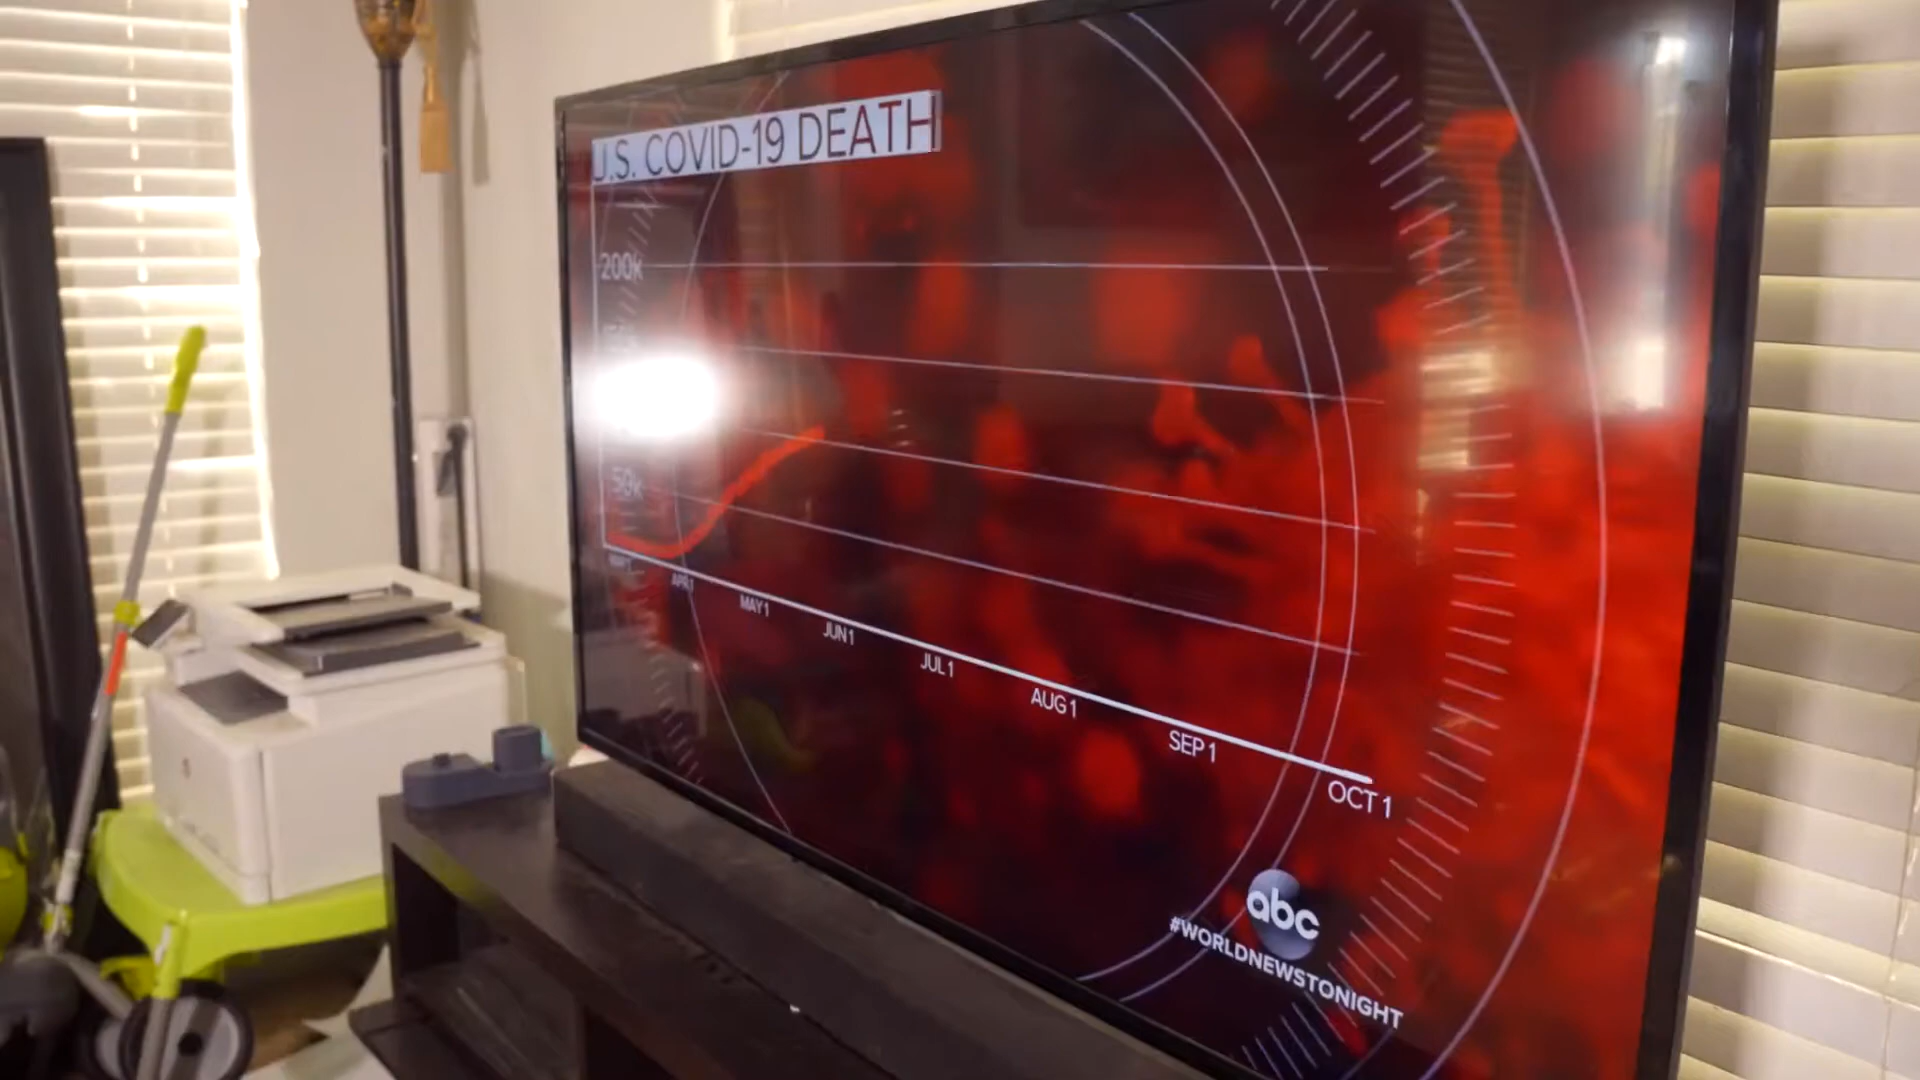 U.S. COVID-19 DEATH
200k
50k
APR 1
MAY 1
JUN 1
JUL 1
AUG 1
SEP 1
OCT 1
abc
#WORLDNEWSTONIGHT